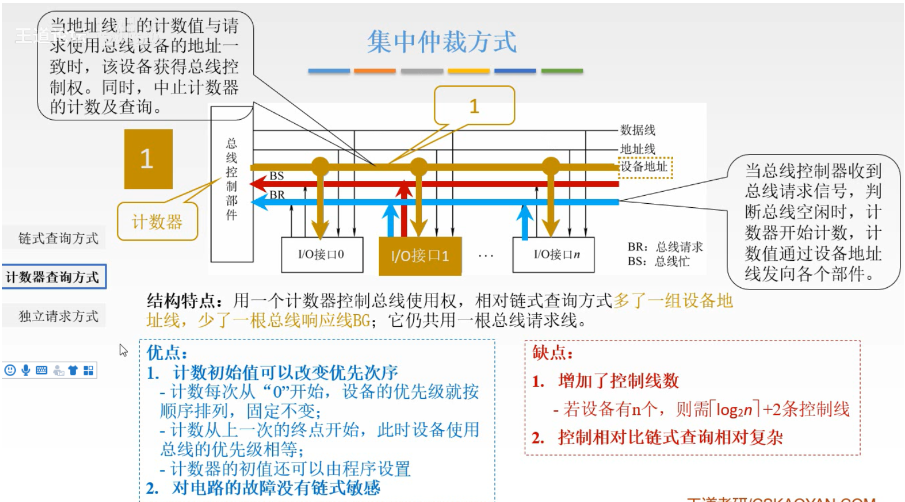 当地址线上的计数值与请
求使用总线设备的地址一
致时，该设备获得总线控
制权。同时，中止计数器
的计数及查询。
集中仲裁方式
1
1
计数器
总线控制部件
数据线
地址线
设备地址
BS
BR
I/O接口0
I/O接口1
…
I/O接口n
BR：总线请求
BS：总线忙
当总线控制器收到
总线请求信号，判
断总线空闲时，计
数器开始计数，计
数值通过设备地址
线发向各个部件。
链式查询方式
计数器查询方式
独立请求方式
结构特点：用一个计数器控制总线使用权，相对链式查询方式多了一组设备地
址线，少了一根总线响应线BG；它仍共用一根总线请求线。
优点：
1. 计数初始值可以改变优先次序
- 计数每次从“0”开始，设备的优先级就按
顺序排列，固定不变；
- 计数从上一次的终点开始，此时设备使用
总线的优先级相等；
- 计数器的初值还可以由程序设置
2. 对电路的故障没有链式敏感
缺点：
1. 增加了控制线数
- 若设备有n个，则需⌈log₂n⌉+2条控制线
2. 控制相对比链式查询相对复杂